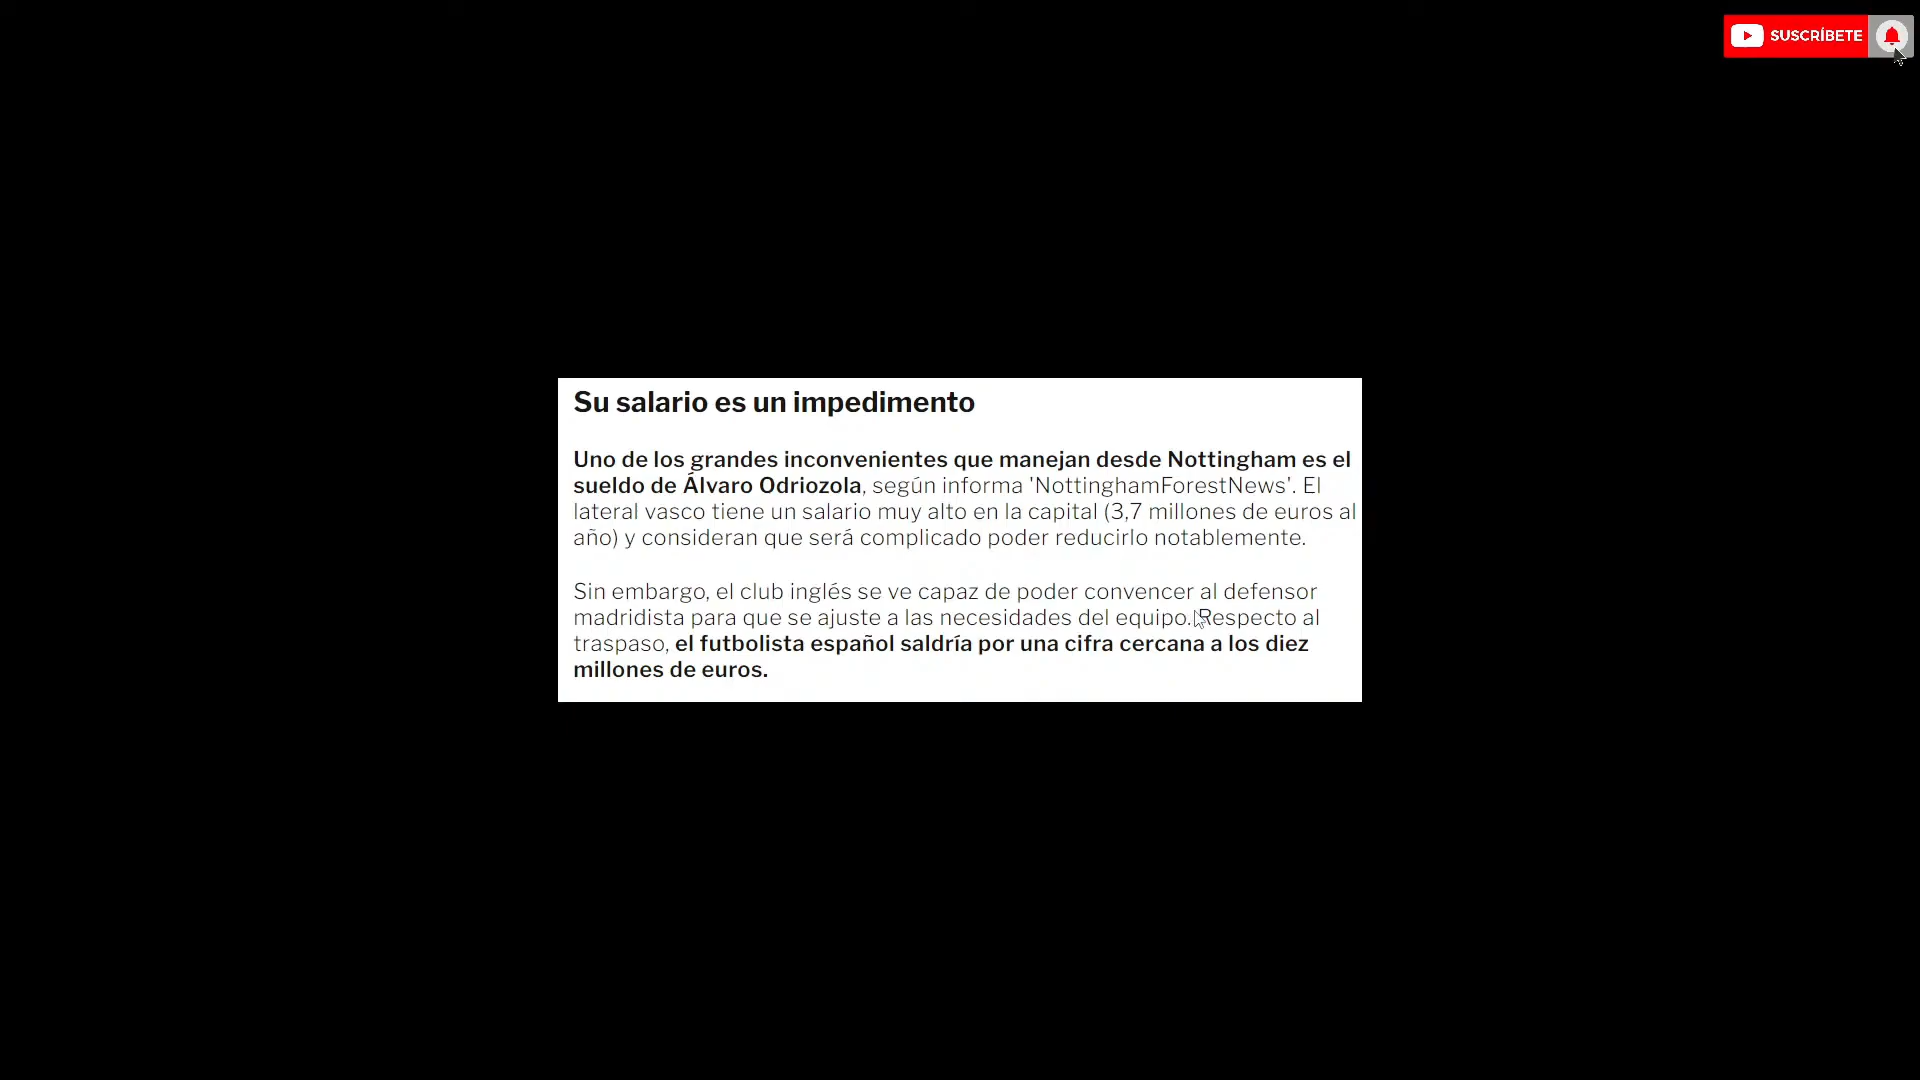 SUSCRÍBETE
Su salario es un impedimento
Uno de los grandes inconvenientes que manejan desde Nottingham es el
sueldo de Álvaro Odriozola, según informa 'NottinghamForestNews'. El
lateral vasco tiene un salario muy alto en la capital (3,7 millones de euros al
año) y consideran que será complicado poder reducirlo notablemente.
Sin embargo, el club inglés se ve capaz de poder convencer al defensor
madridista para que se ajuste a las necesidades del equipo. Respecto al
traspaso, el futbolista español saldría por una cifra cercana a los diez
millones de euros.